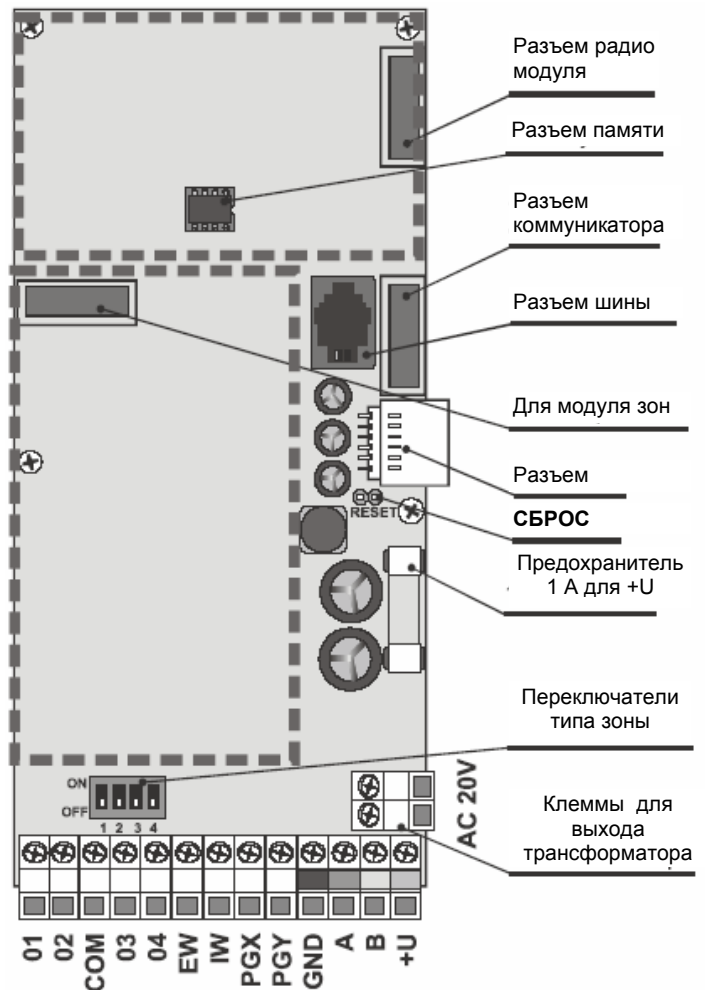 Разъем радио
модуля
Разъем памяти
Разъем
коммуникатора
Разъем шины
Для модуля зон
Разъем
СБРОС
RESET
Предохранитель
1 А для +U
Переключатели
типа зоны
ON
OFF
1 2 3 4
AC 20V
Клеммы для
выхода
трансформатора
01
02
COM
03
04
EW
IW
PGX
PGY
GND
A
B
+U